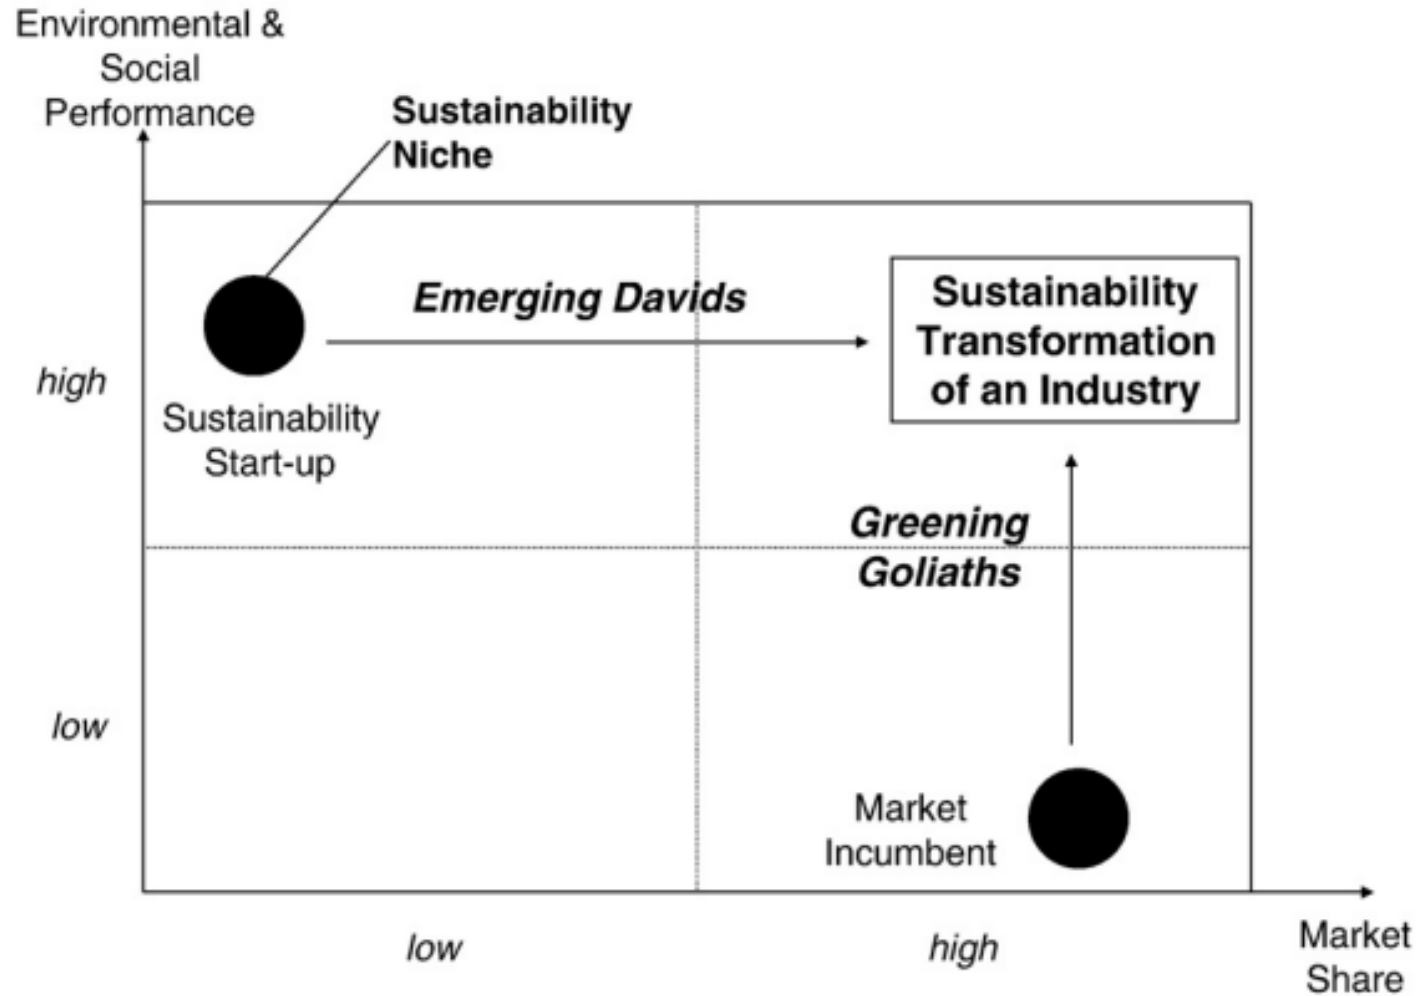 Environmental &
Social
Performance
Sustainability
Niche
Emerging Davids
Sustainability
Transformation
of an Industry
high
Sustainability
Start-up
Greening
Goliaths
low
Market
Incumbent
low
high
Market
Share